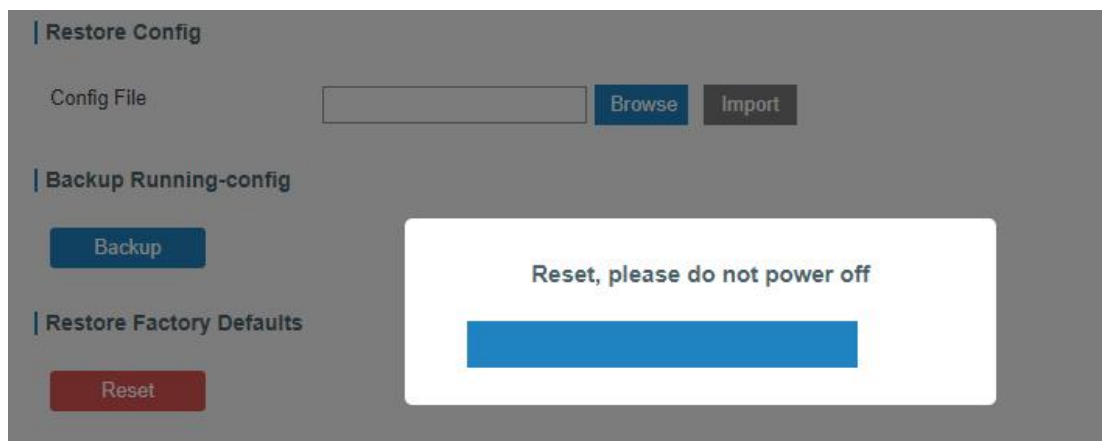 Restore Config
Config File
Browse
Import
Backup Running-config
Backup
Reset, please do not power off
Restore Factory Defaults
Reset